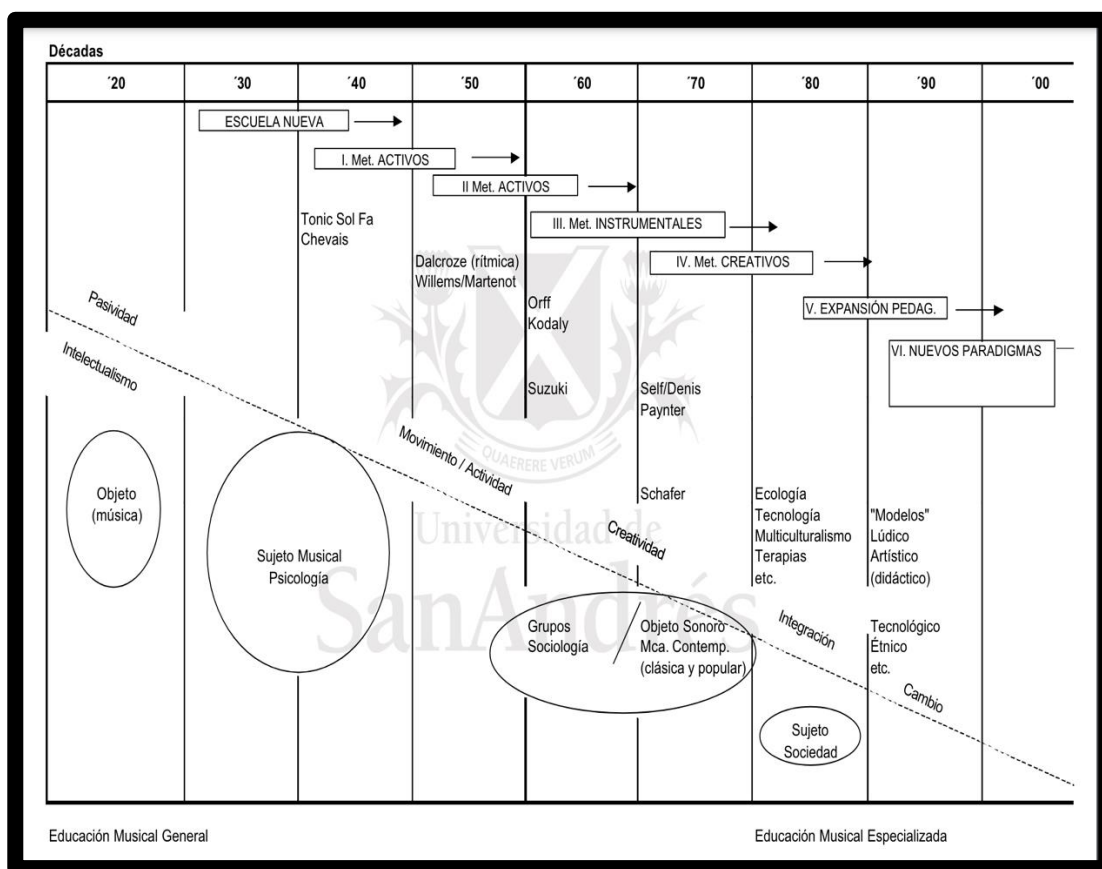 Décadas
´20
´30
´40
´50
´60
´70
´80
´90
´00
ESCUELA NUEVA
I. Met. ACTIVOS
II Met. ACTIVOS
III. Met. INSTRUMENTALES
IV. Met. CREATIVOS
V. EXPANSIÓN PEDAG.
VI. NUEVOS PARADIGMAS
Tonic Sol Fa
Chevais
Dalcroze (rítmica)
Willems/Martenot
Orff
Kodaly
Suzuki
Self/Denis
Paynter
Schafer
Ecología
Tecnología
Multiculturalismo
Terapias
etc.
"Modelos"
Lúdico
Artístico
(didáctico)
Tecnológico
Étnico
etc.
Pasividad
Intelectualismo
Movimiento / Actividad
Creatividad
Integración
Cambio
Objeto
(música)
Sujeto Musical
Psicología
Grupos
Sociología
Objeto Sonoro
Mca. Contemp.
(clásica y popular)
Sujeto
Sociedad
QUAERERE VERUM
Universidad de
SanAndrés
Educación Musical General
Educación Musical Especializada